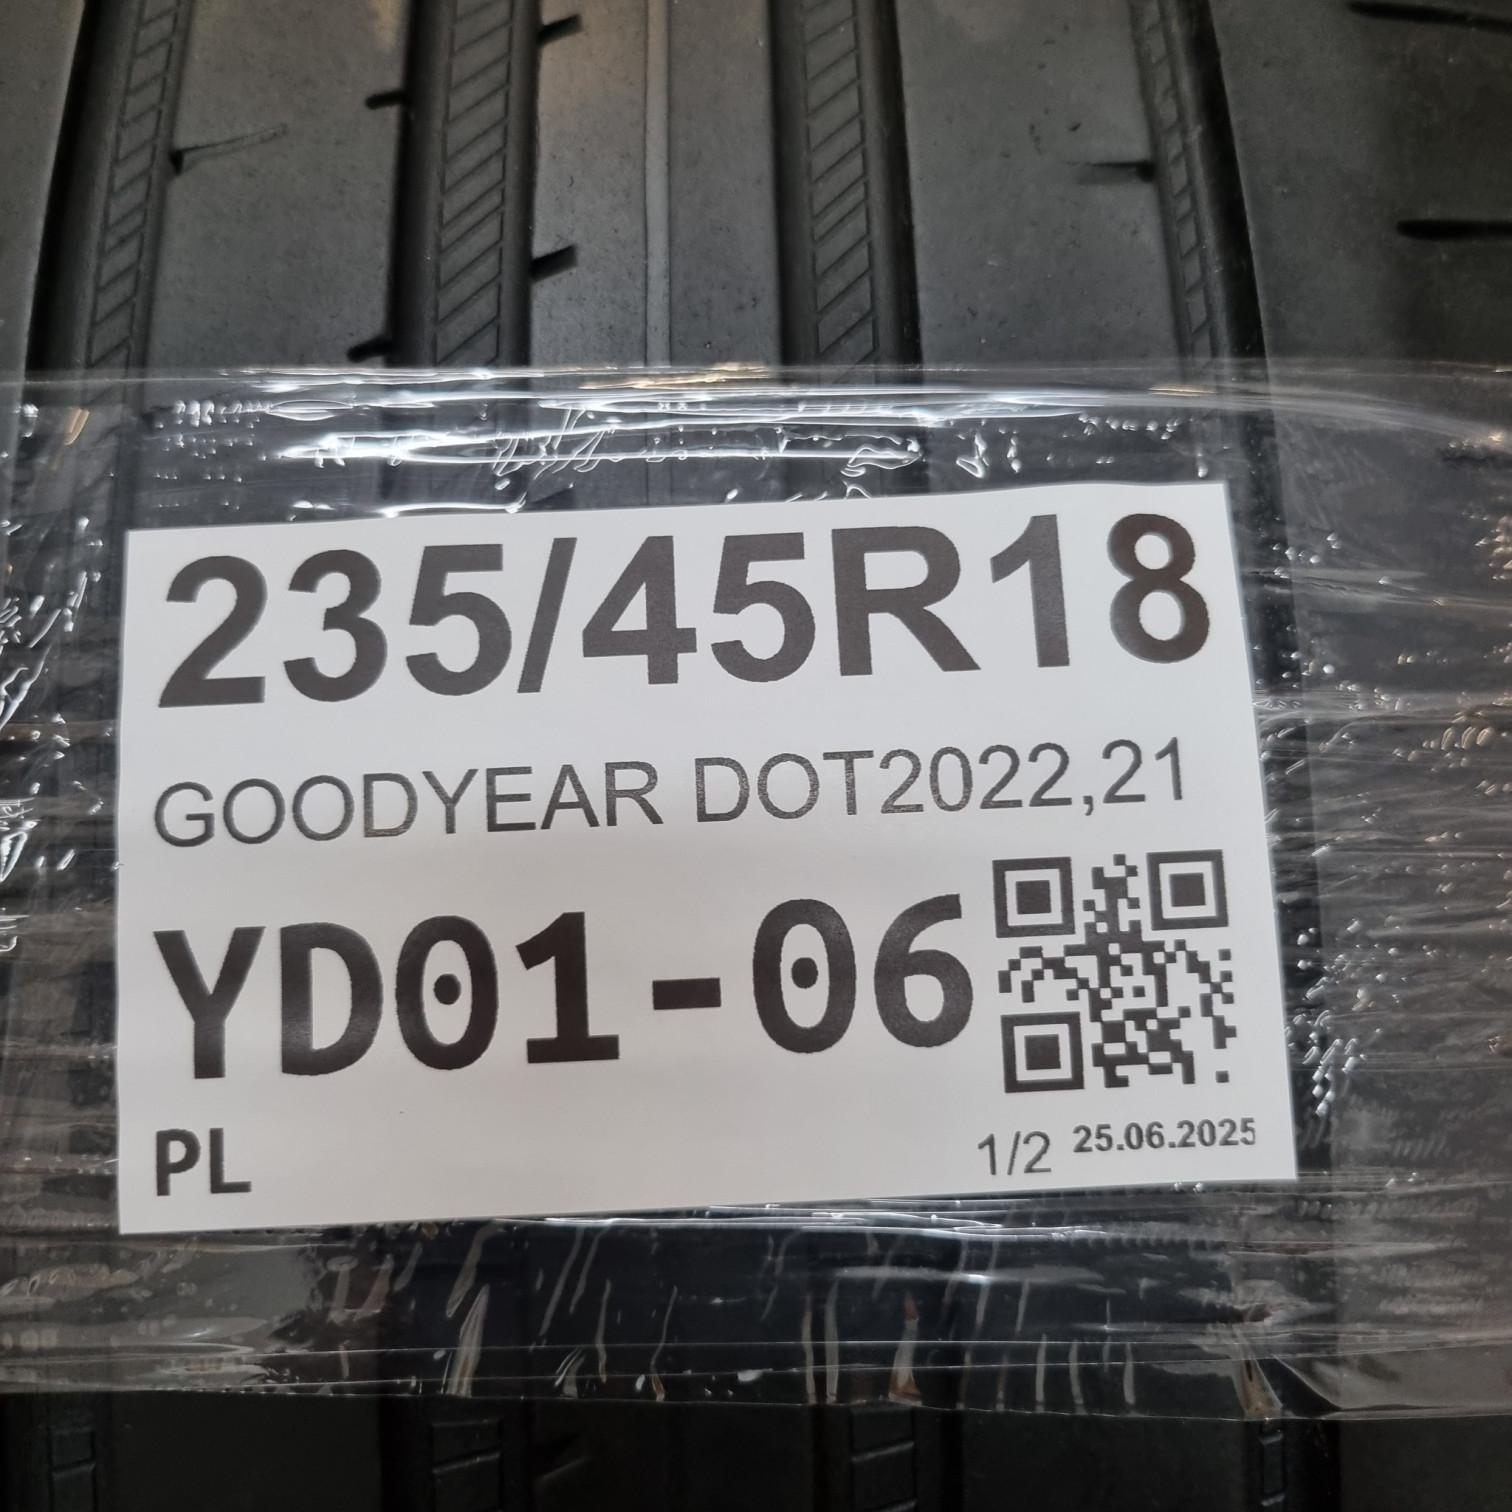 235/45R18
GOODYEAR DOT2022,21
YD01-06
PL
1/2 25.06.2025